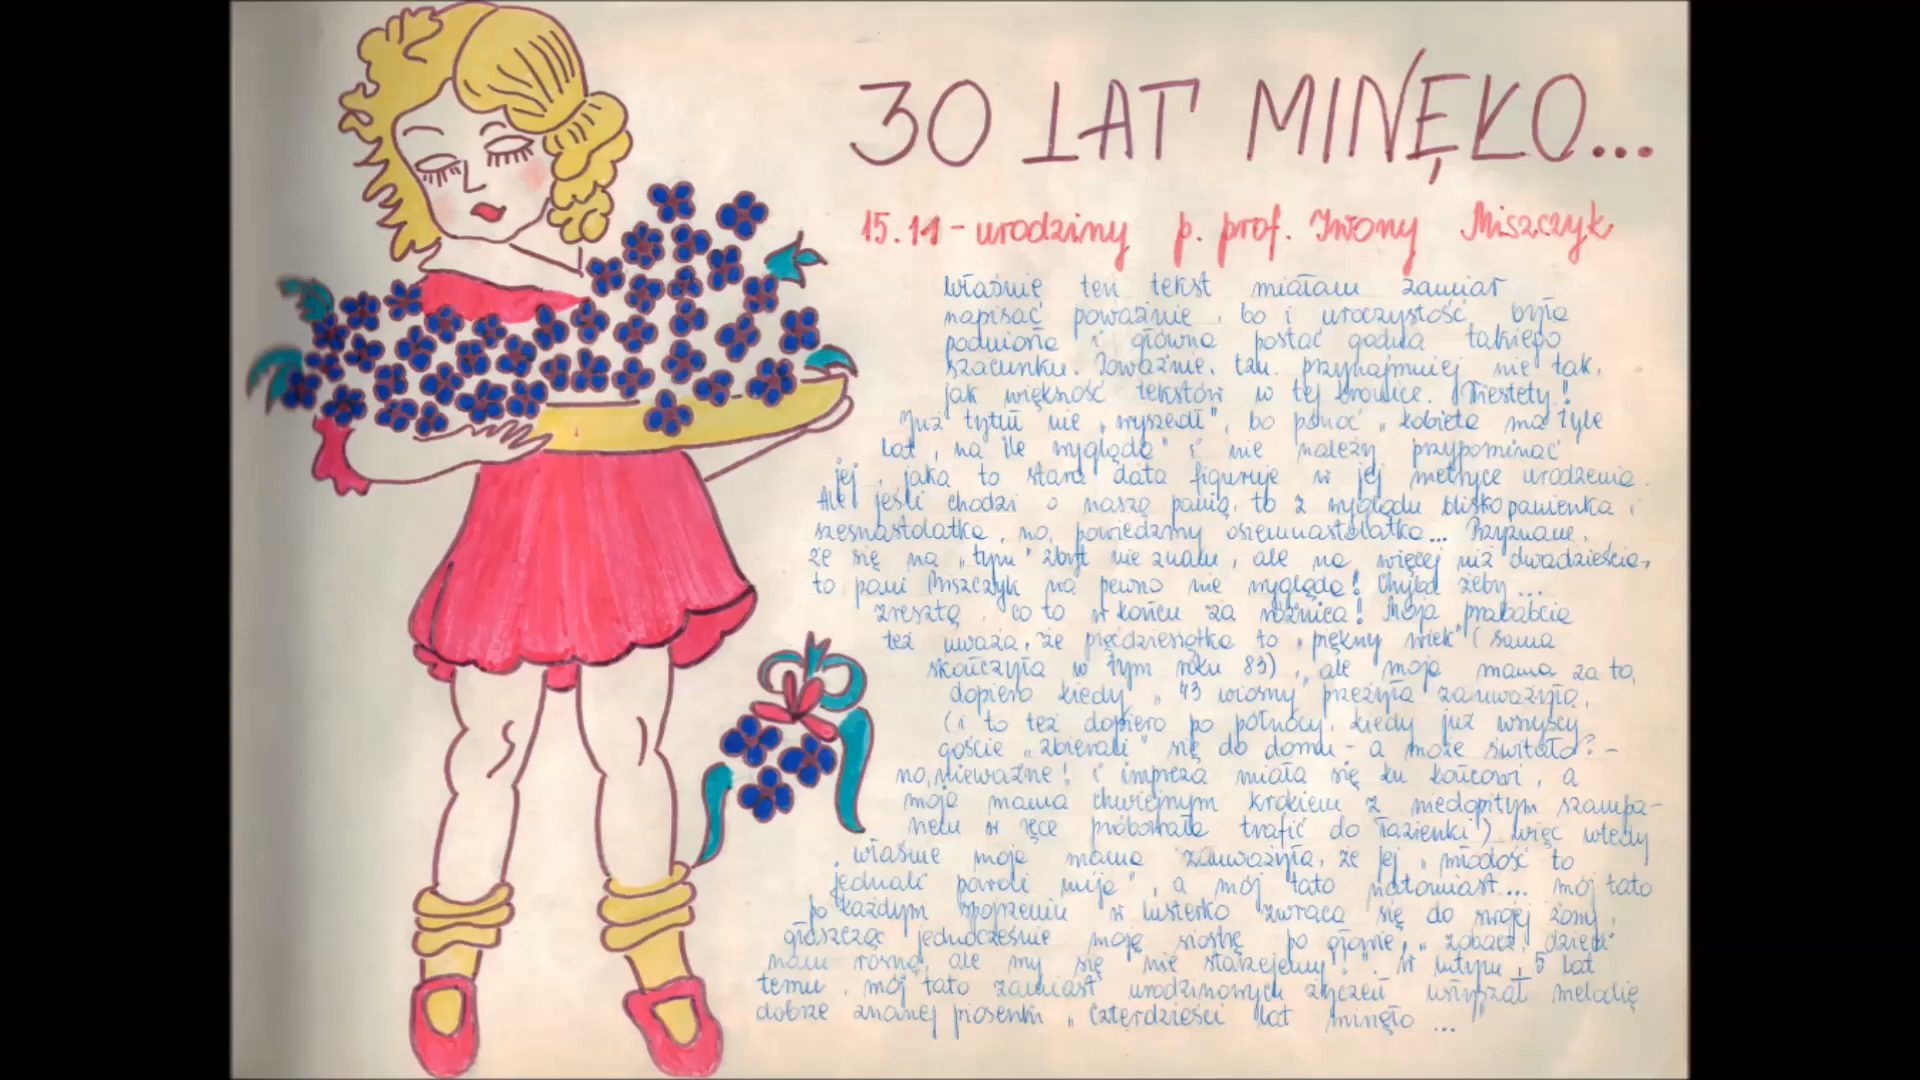 30 LAT MINĘŁO...
15.11 - urodziny p. prof. Iwony Miszczyk
Właśnie ten tekst miałam zamiar
napisać poważnie, bo i uroczystość była
podniosła i główna postać godna takiego
szacunku. Poważnie, tzn. przynajmniej nie tak,
jak większość tekstów w tej kronice. Niestety!
Już tytuł nie „wyszedł", bo ponoć „kobieta ma tyle
lat, na ile wygląda" i nie należy przypominać
jej, jaka to stara data figuruje w jej metryce urodzenia.
Ale jeśli chodzi o naszą panią, to z wyglądu blisko panienka i
szesnastolatka, no, powiedzmy osiemnastolatka... Przyznam,
że się na „tym" zbyt nie znam, ale na więcej niż dwadzieścia,
to pani Miszczyk na pewno nie wygląda! Chyba żeby...
zresztą, co to w końcu za różnica! Moja prababcia
też uważa, że pięćdziesiątka to „piękny wiek" (sama
skończyła w tym roku 83), ale moja mama za to,
dopiero kiedy „43 wiosny" przeżyła zauważyła,
(i to też dopiero po północy, kiedy już wszyscy
goście „zbierali" się do domu - a może świtało? -
no, nieważne! i impreza miała się ku końcowi, a
moja mama chwiejnym krokiem z niedopitym szampa-
nem w ręce próbowała trafić do łazienki) więc wtedy
właśnie moja mama zauważyła, że jej „młodość to
jednak powoli mija", a mój tato natomiast... mój tato
po każdym spojrzeniu w lusterko zwraca się do swojej żony,
głaszcząc jednocześnie moją siostrę po głowie, „zobacz, dzieci
nam rosną, ale my się nie starzejemy!". W lutym, 5 lat
temu, mój tato zamiast urodzinowych życzeń usłyszał melodię
dobrze znanej piosenki „Czterdzieści lat minęło ..."